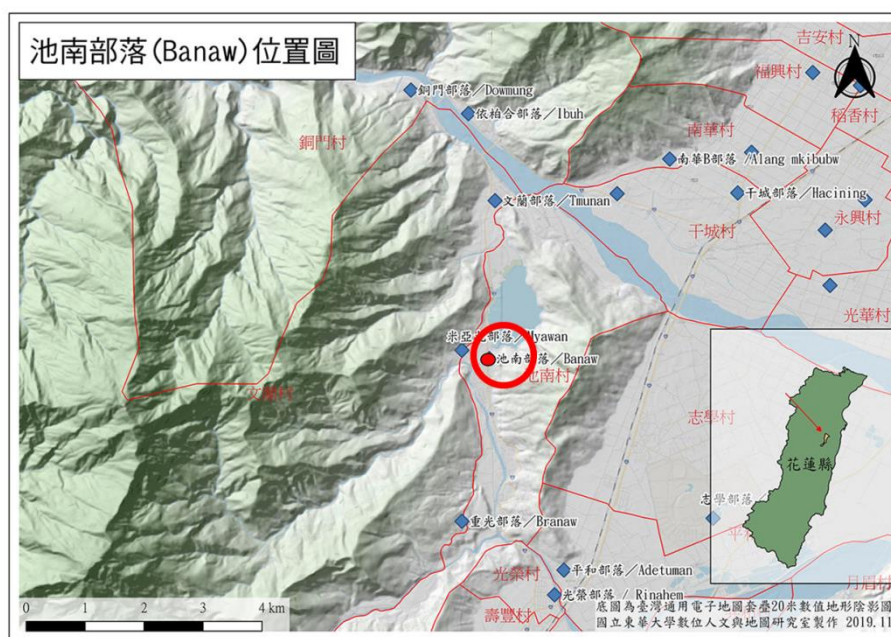 池南部落(Banaw)位置圖
吉安村
N
福興村
銅門部落／Dowmung
稻香村
依柏合部落／Ibuh
南華村
銅門村
南華B部落 /Alang mkibubw
文蘭部落／Tmunan
干城部落／Hacining
永興村
干城村
光華村
米亞 部落／Myawan
池南部落／Banaw
池南村
文蘭村
志學村
花蓮縣
志學部落／
重光部落／Branaw
平和部落／Adetuman
光榮村
月眉村
光榮部落 / Rinahem
壽豐村
0 1 2 3 4 km
底圖為臺灣通用電子地圖套疊20米數值地形陰影圖
國立東華大學數位人文與地圖研究室製作 2019.1